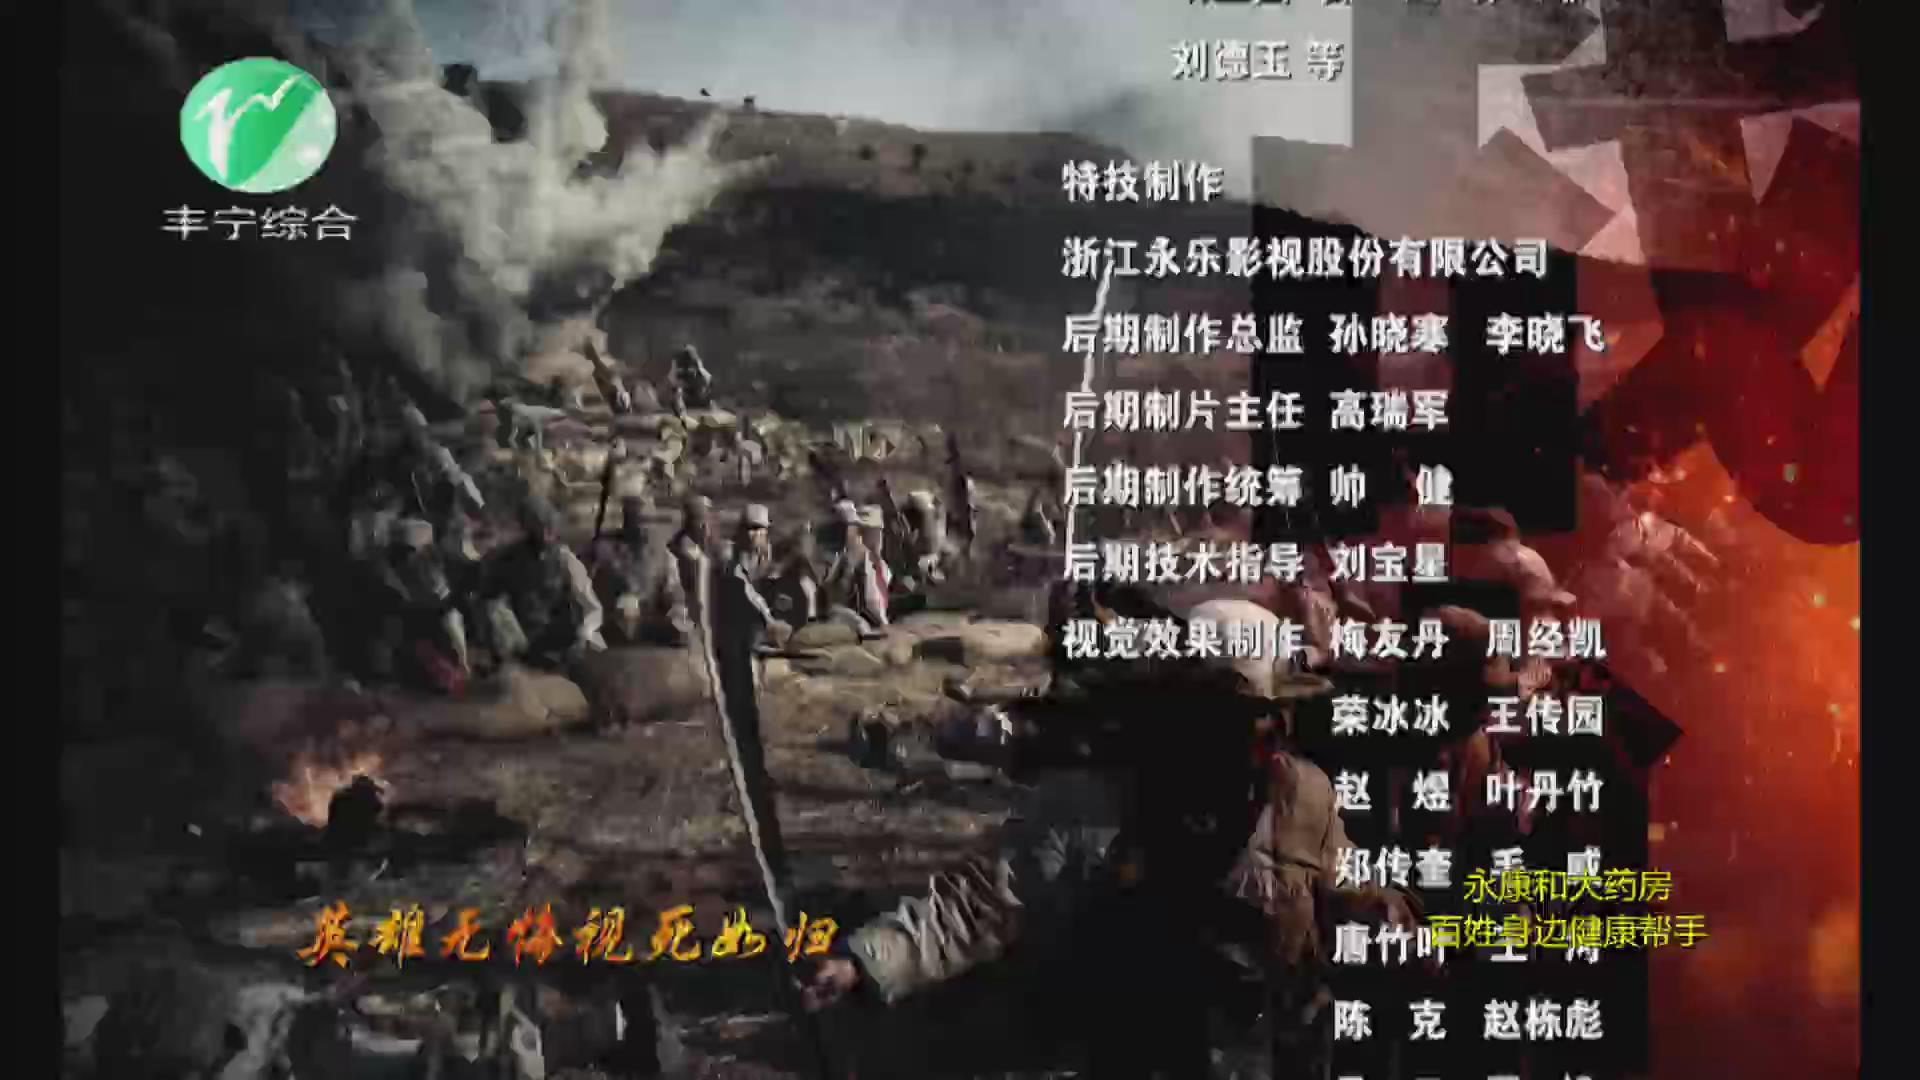 刘德玉 等
丰宁综合
特技制作
浙江永乐影视股份有限公司
后期制作总监 孙晓寒 李晓飞
后期制片主任 高瑞军
后期制作统筹 帅 健
后期技术指导 刘宝星
视觉效果制作 梅友丹 周经凯
荣冰冰 王传园
赵 煜 叶丹竹
郑传奎 毛 威
永康和大药房
百姓身边健康帮手
英雄无悔视死如归
唐竹叶 王
陈 克 赵栋彪